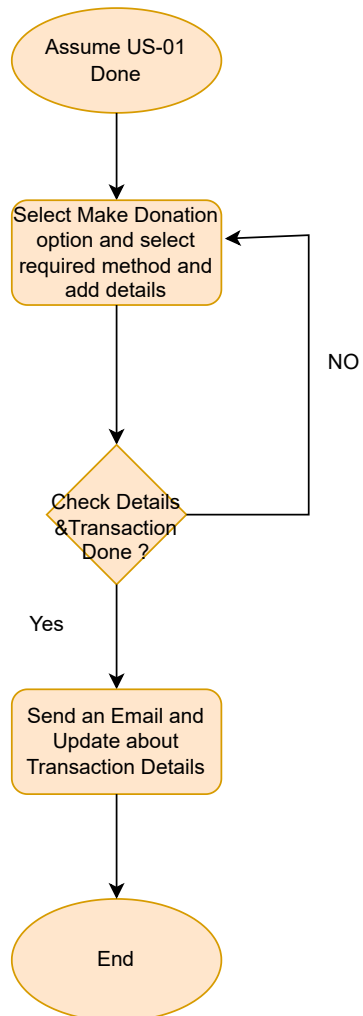 Assume US-01
Done
Select Make Donation
option and select
required method and
add details
NO
Check Details
&Transaction
Done ?
Yes
Send an Email and
Update about
Transaction Details
End